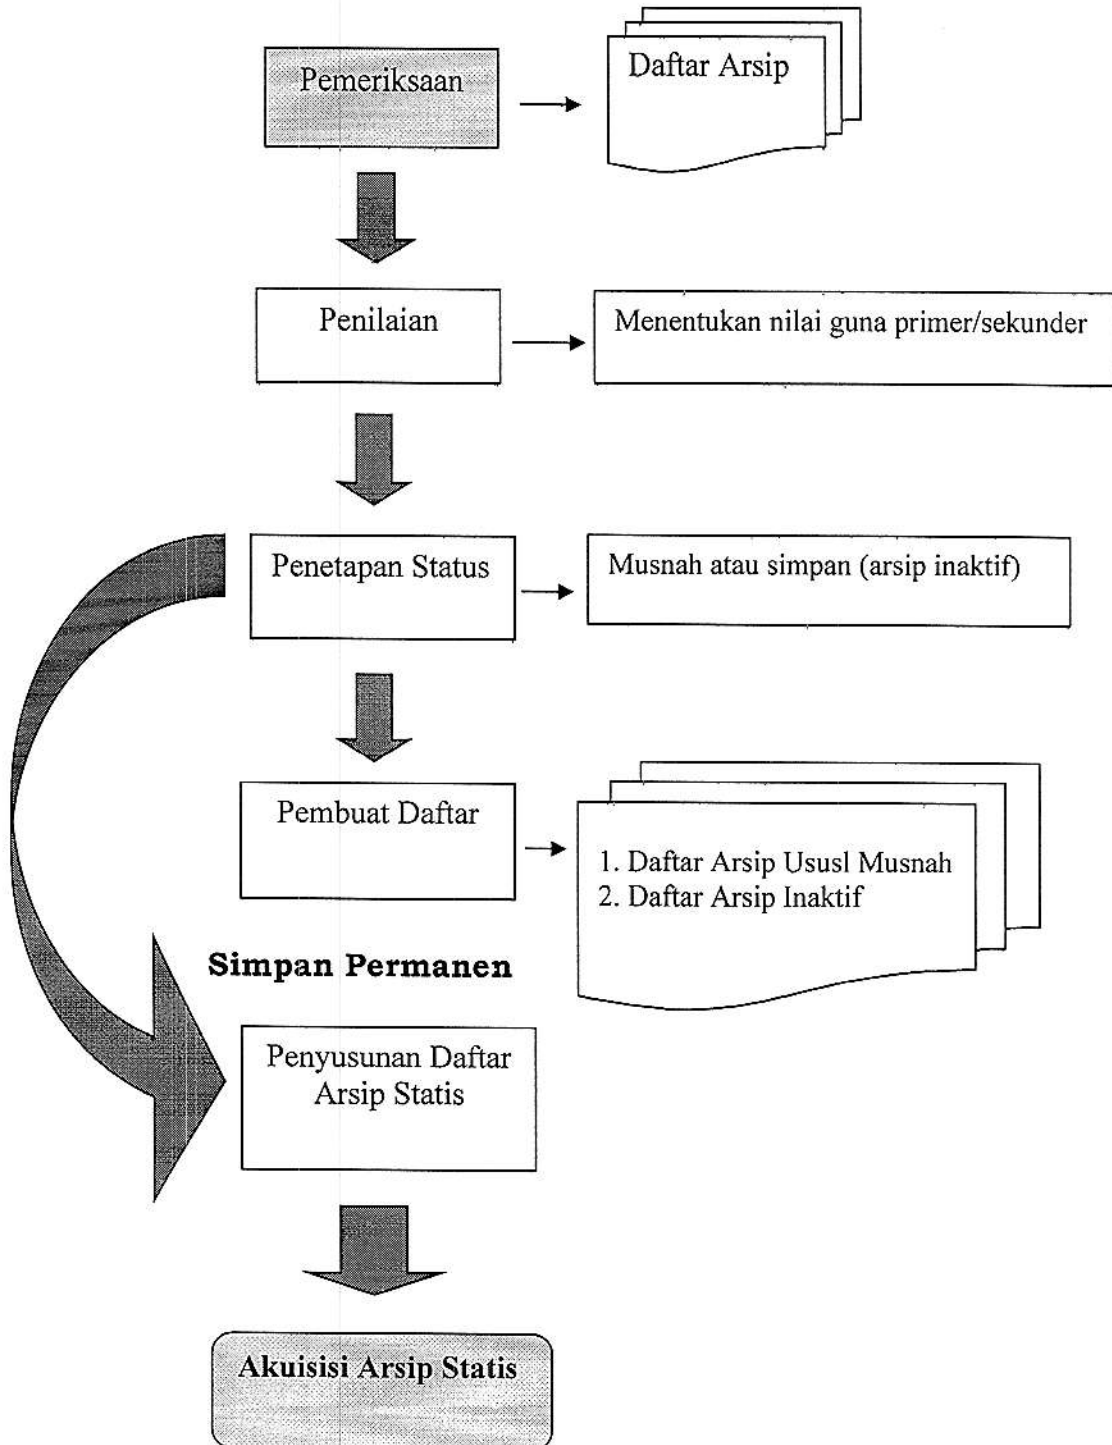 Pemeriksaan
Daftar Arsip
Penilaian
Menentukan nilai guna primer/sekunder
Penetapan Status
Musnah atau simpan (arsip inaktif)
Pembuat Daftar
1. Daftar Arsip Ususl Musnah
2. Daftar Arsip Inaktif
Simpan Permanen
Penyusunan Daftar
Arsip Statis
Akuisisi Arsip Statis